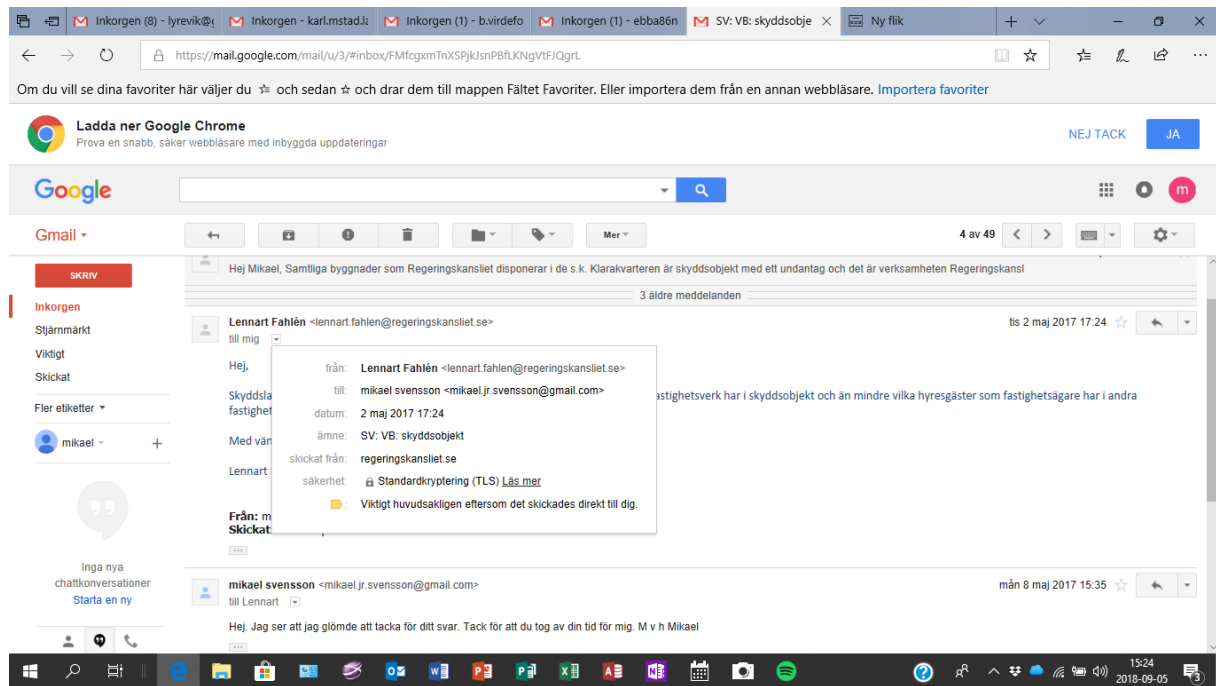 Inkorgen (8) - lyrevik@g
Inkorgen - karl.mstad.lä
Inkorgen (1) - b.virdefo
Inkorgen (1) - ebba86n
SV: VB: skyddsobje
Ny flik
https://mail.google.com/mail/u/3/#inbox/FMfcgxmTnXSPjkJsnPBfLKNgVtFJQgrL
Om du vill se dina favoriter här väljer du och sedan och drar dem till mappen Fältet Favoriter. Eller importera dem från en annan webbläsare. Importera favoriter
Ladda ner Google Chrome
Prova en snabb, säker webbläsare med inbyggda uppdateringar
NEJ TACK
JA
Google
m
Gmail
Mer
4 av 49
SKRIV
Inkorgen
Stjärnmärkt
Viktigt
Skickat
Fler etiketter
mikael
Inga nya
chattkonversationer
Starta en ny
Hej Mikael, Samtliga byggnader som Regeringskansliet disponerar i de s.k. Klarakvarteren är skyddsobjekt med ett undantag och det är verksamheten Regeringskansl
3 äldre meddelanden
Lennart Fahlén <lennart.fahlen@regeringskansliet.se>
tis 2 maj 2017 17:24
till mig
Hej,
Skyddsla
astighetsverk har i skyddsobjekt och än mindre vilka hyresgäster som fastighetsägare har i andra
fastighet
Med vän
Lennart
Från: m
Skickat:
från: Lennart Fahlén <lennart.fahlen@regeringskansliet.se>
till: mikael svensson <mikael.jr.svensson@gmail.com>
datum: 2 maj 2017 17:24
ämne: SV: VB: skyddsobjekt
skickat från: regeringskansliet.se
säkerhet: Standardkryptering (TLS) Läs mer
: Viktigt huvudsakligen eftersom det skickades direkt till dig.
mikael svensson <mikael.jr.svensson@gmail.com>
mån 8 maj 2017 15:35
till Lennart
Hej. Jag ser att jag glömde att tacka för ditt svar. Tack för att du tog av din tid för mig. M v h Mikael
15:24
2018-09-05
3